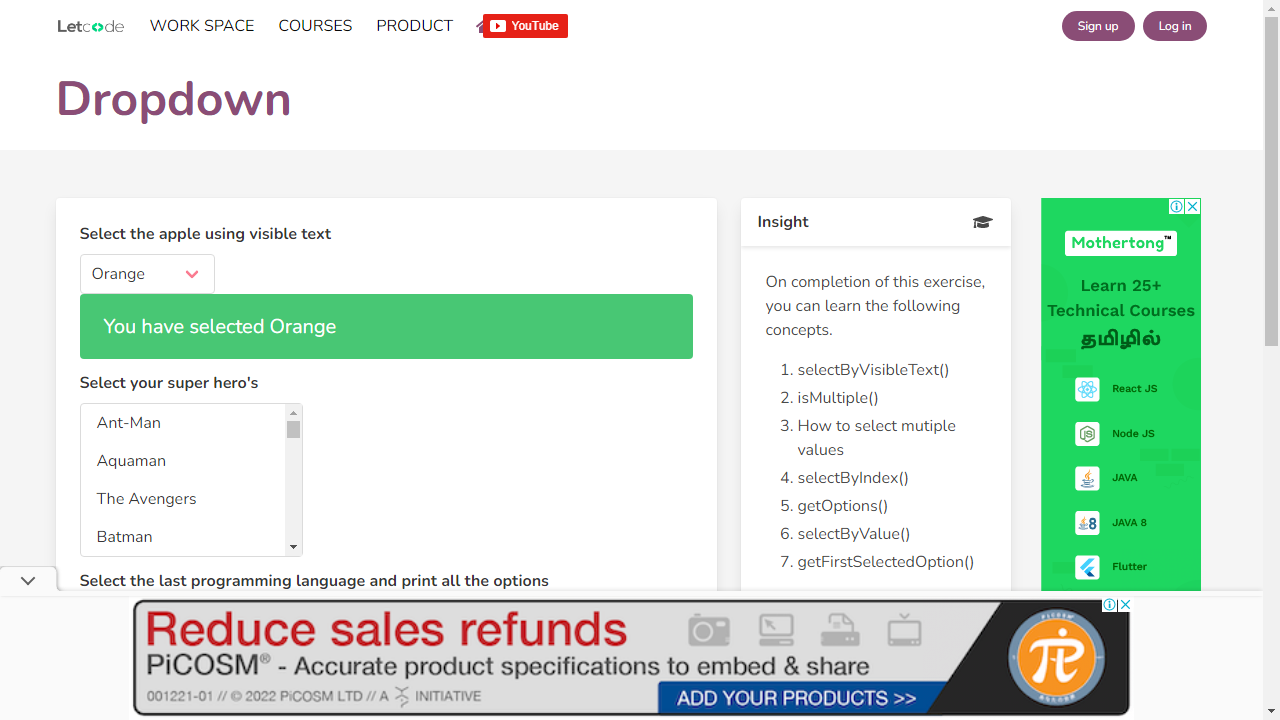 Letcode
WORK SPACE
COURSES
PRODUCT
YouTube
Sign up
Log in
Dropdown
Select the apple using visible text
Orange
You have selected Orange
Select your super hero's
Ant-Man
Aquaman
The Avengers
Batman
Select the last programming language and print all the options
Insight
On completion of this exercise,
you can learn the following
concepts.
1. selectByVisibleText()
2. isMultiple()
3. How to select mutiple
values
4. selectByIndex()
5. getOptions()
6. selectByValue()
7. getFirstSelectedOption()
Mothertong™
Learn 25+
Technical Courses
தமிழில்
React JS
Node JS
JAVA
JAVA 8
Flutter
Reduce sales refunds
PiCOSM® - Accurate product specifications to embed & share
001221-01 // © 2022 PiCOSM LTD // A INITIATIVE
ADD YOUR PRODUCTS >>